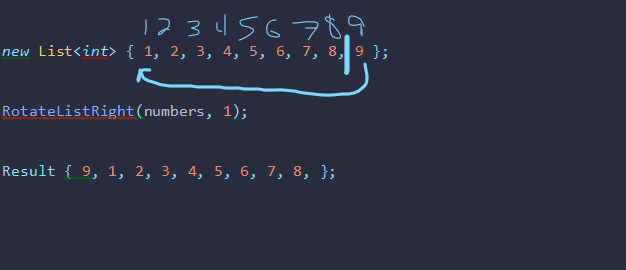 1 2 3 4 5 6 7 8 9
new List<int> { 1, 2, 3, 4, 5, 6, 7, 8, 9 };
RotateListRight(numbers, 1);
Result { 9, 1, 2, 3, 4, 5, 6, 7, 8, };